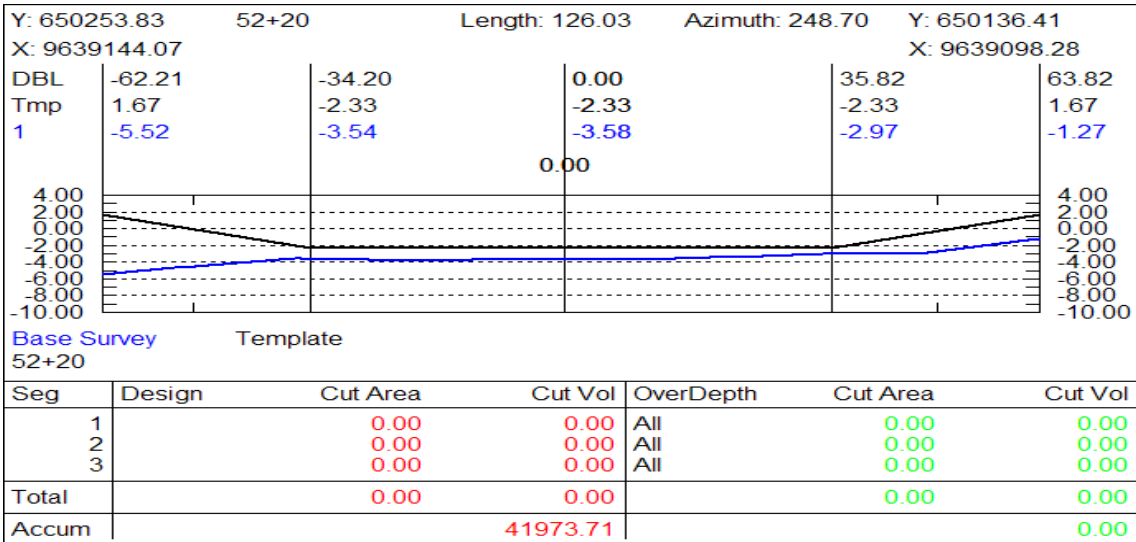 Y: 650253.83 52+20 Length: 126.03 Azimuth: 248.70 Y: 650136.41
X: 9639144.07 X: 9639098.28
DBL -62.21 -34.20 0.00 35.82 63.82
Tmp 1.67 -2.33 -2.33 -2.33 1.67
1 -5.52 -3.54 -3.58 -2.97 -1.27
0.00
4.00 4.00
2.00 2.00
0.00 0.00
-2.00 -2.00
-4.00 -4.00
-6.00 -6.00
-8.00 -8.00
-10.00 -10.00
Base Survey Template
52+20
Seg Design Cut Area Cut Vol OverDepth Cut Area Cut Vol
1 0.00 0.00 All 0.00 0.00
2 0.00 0.00 All 0.00 0.00
3 0.00 0.00 All 0.00 0.00
Total 0.00 0.00 0.00 0.00
Accum 41973.71 0.00